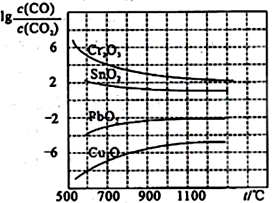 lg c(CO)/c(CO₂)
6
Cr₂O₃
SnO₂
2
-2
PbO₂
-6
Cu₂O
500 700 900 1100 t/℃